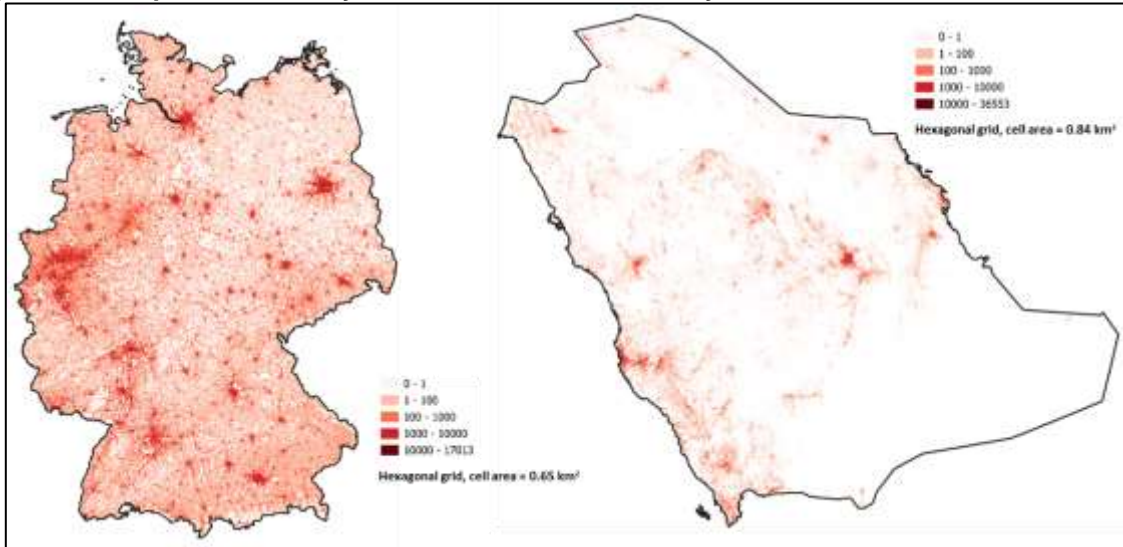 0 - 1
1 - 100
100 - 1000
1000 - 10000
10000 - 17013
Hexagonal grid, cell area = 0.65 km²
0 - 1
1 - 100
100 - 1000
1000 - 10000
10000 - 36553
Hexagonal grid, cell area = 0.84 km²